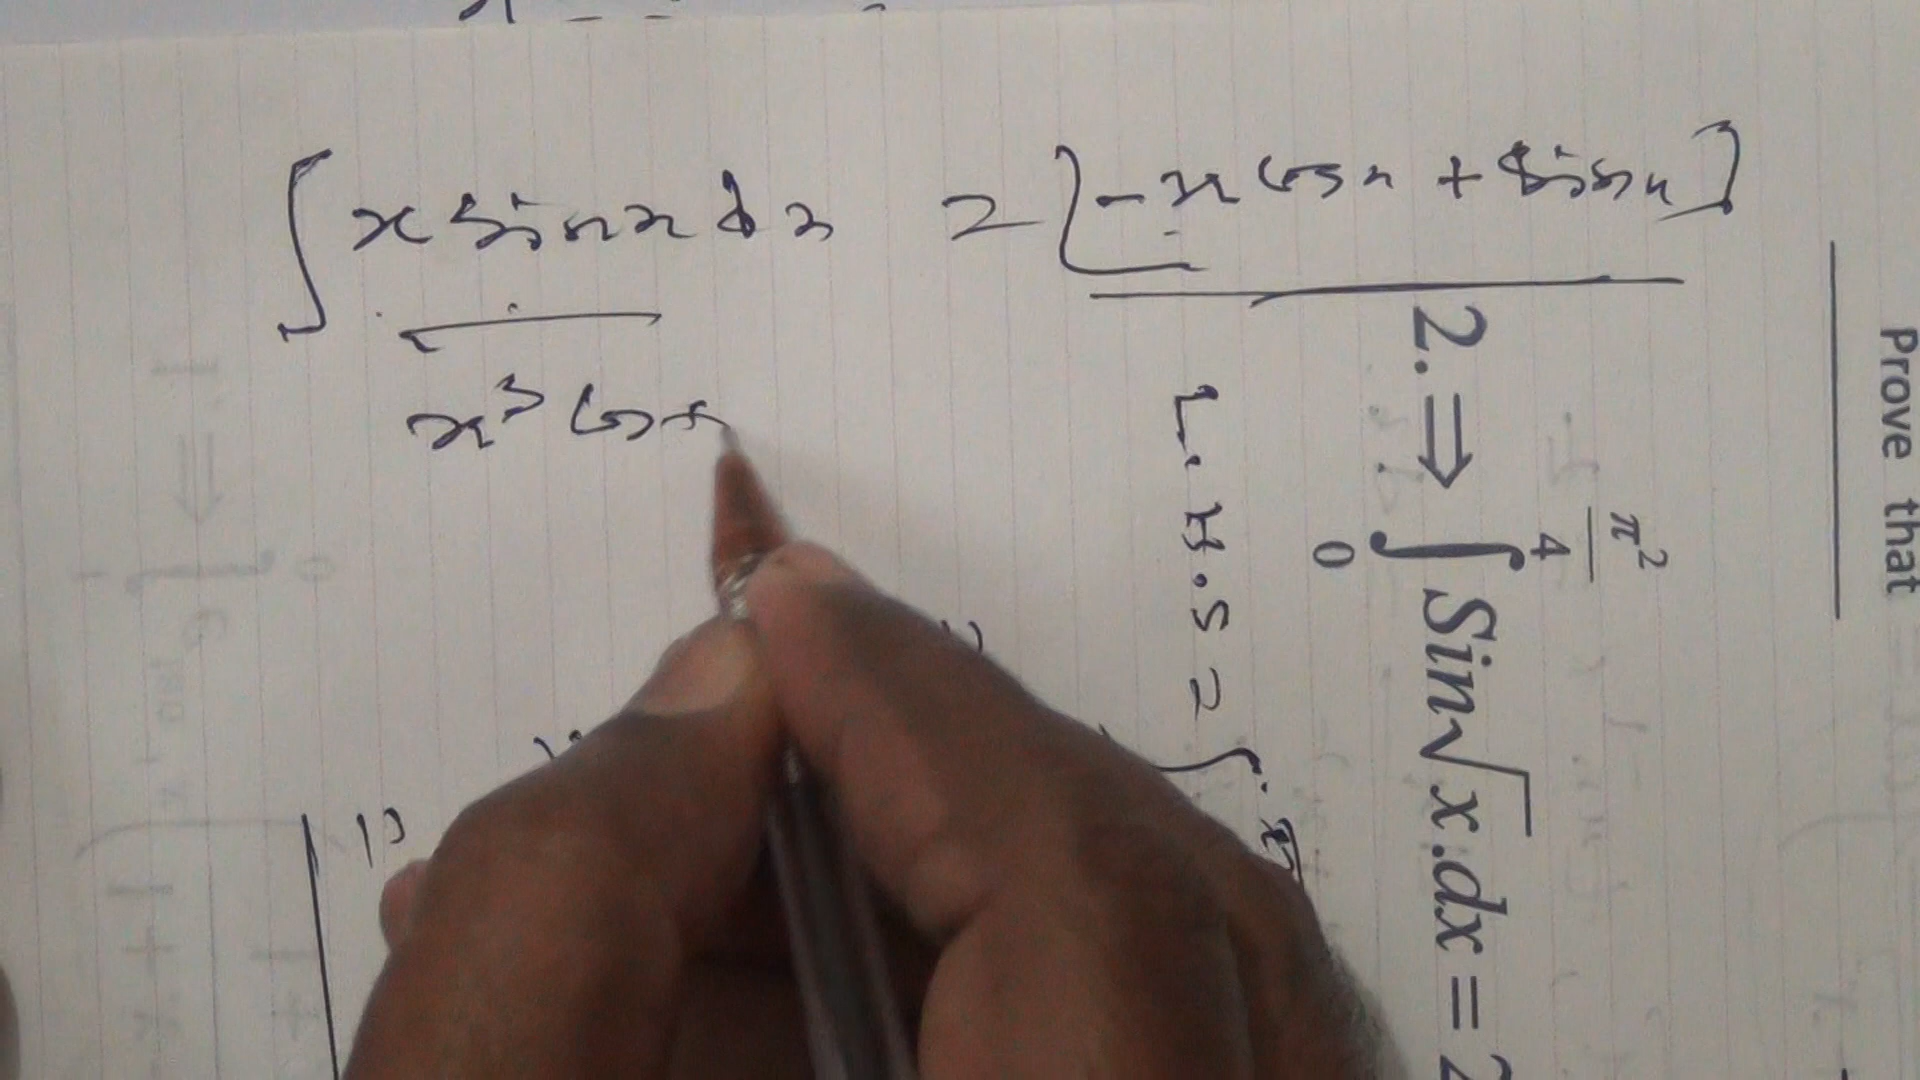 ∫ x sin x dx = [-x cos x + sin x]
x³ cos
Prove that
2. ⇒ ∫₀^(π²/4) Sin√x.dx = 2
L.H.S = ∫